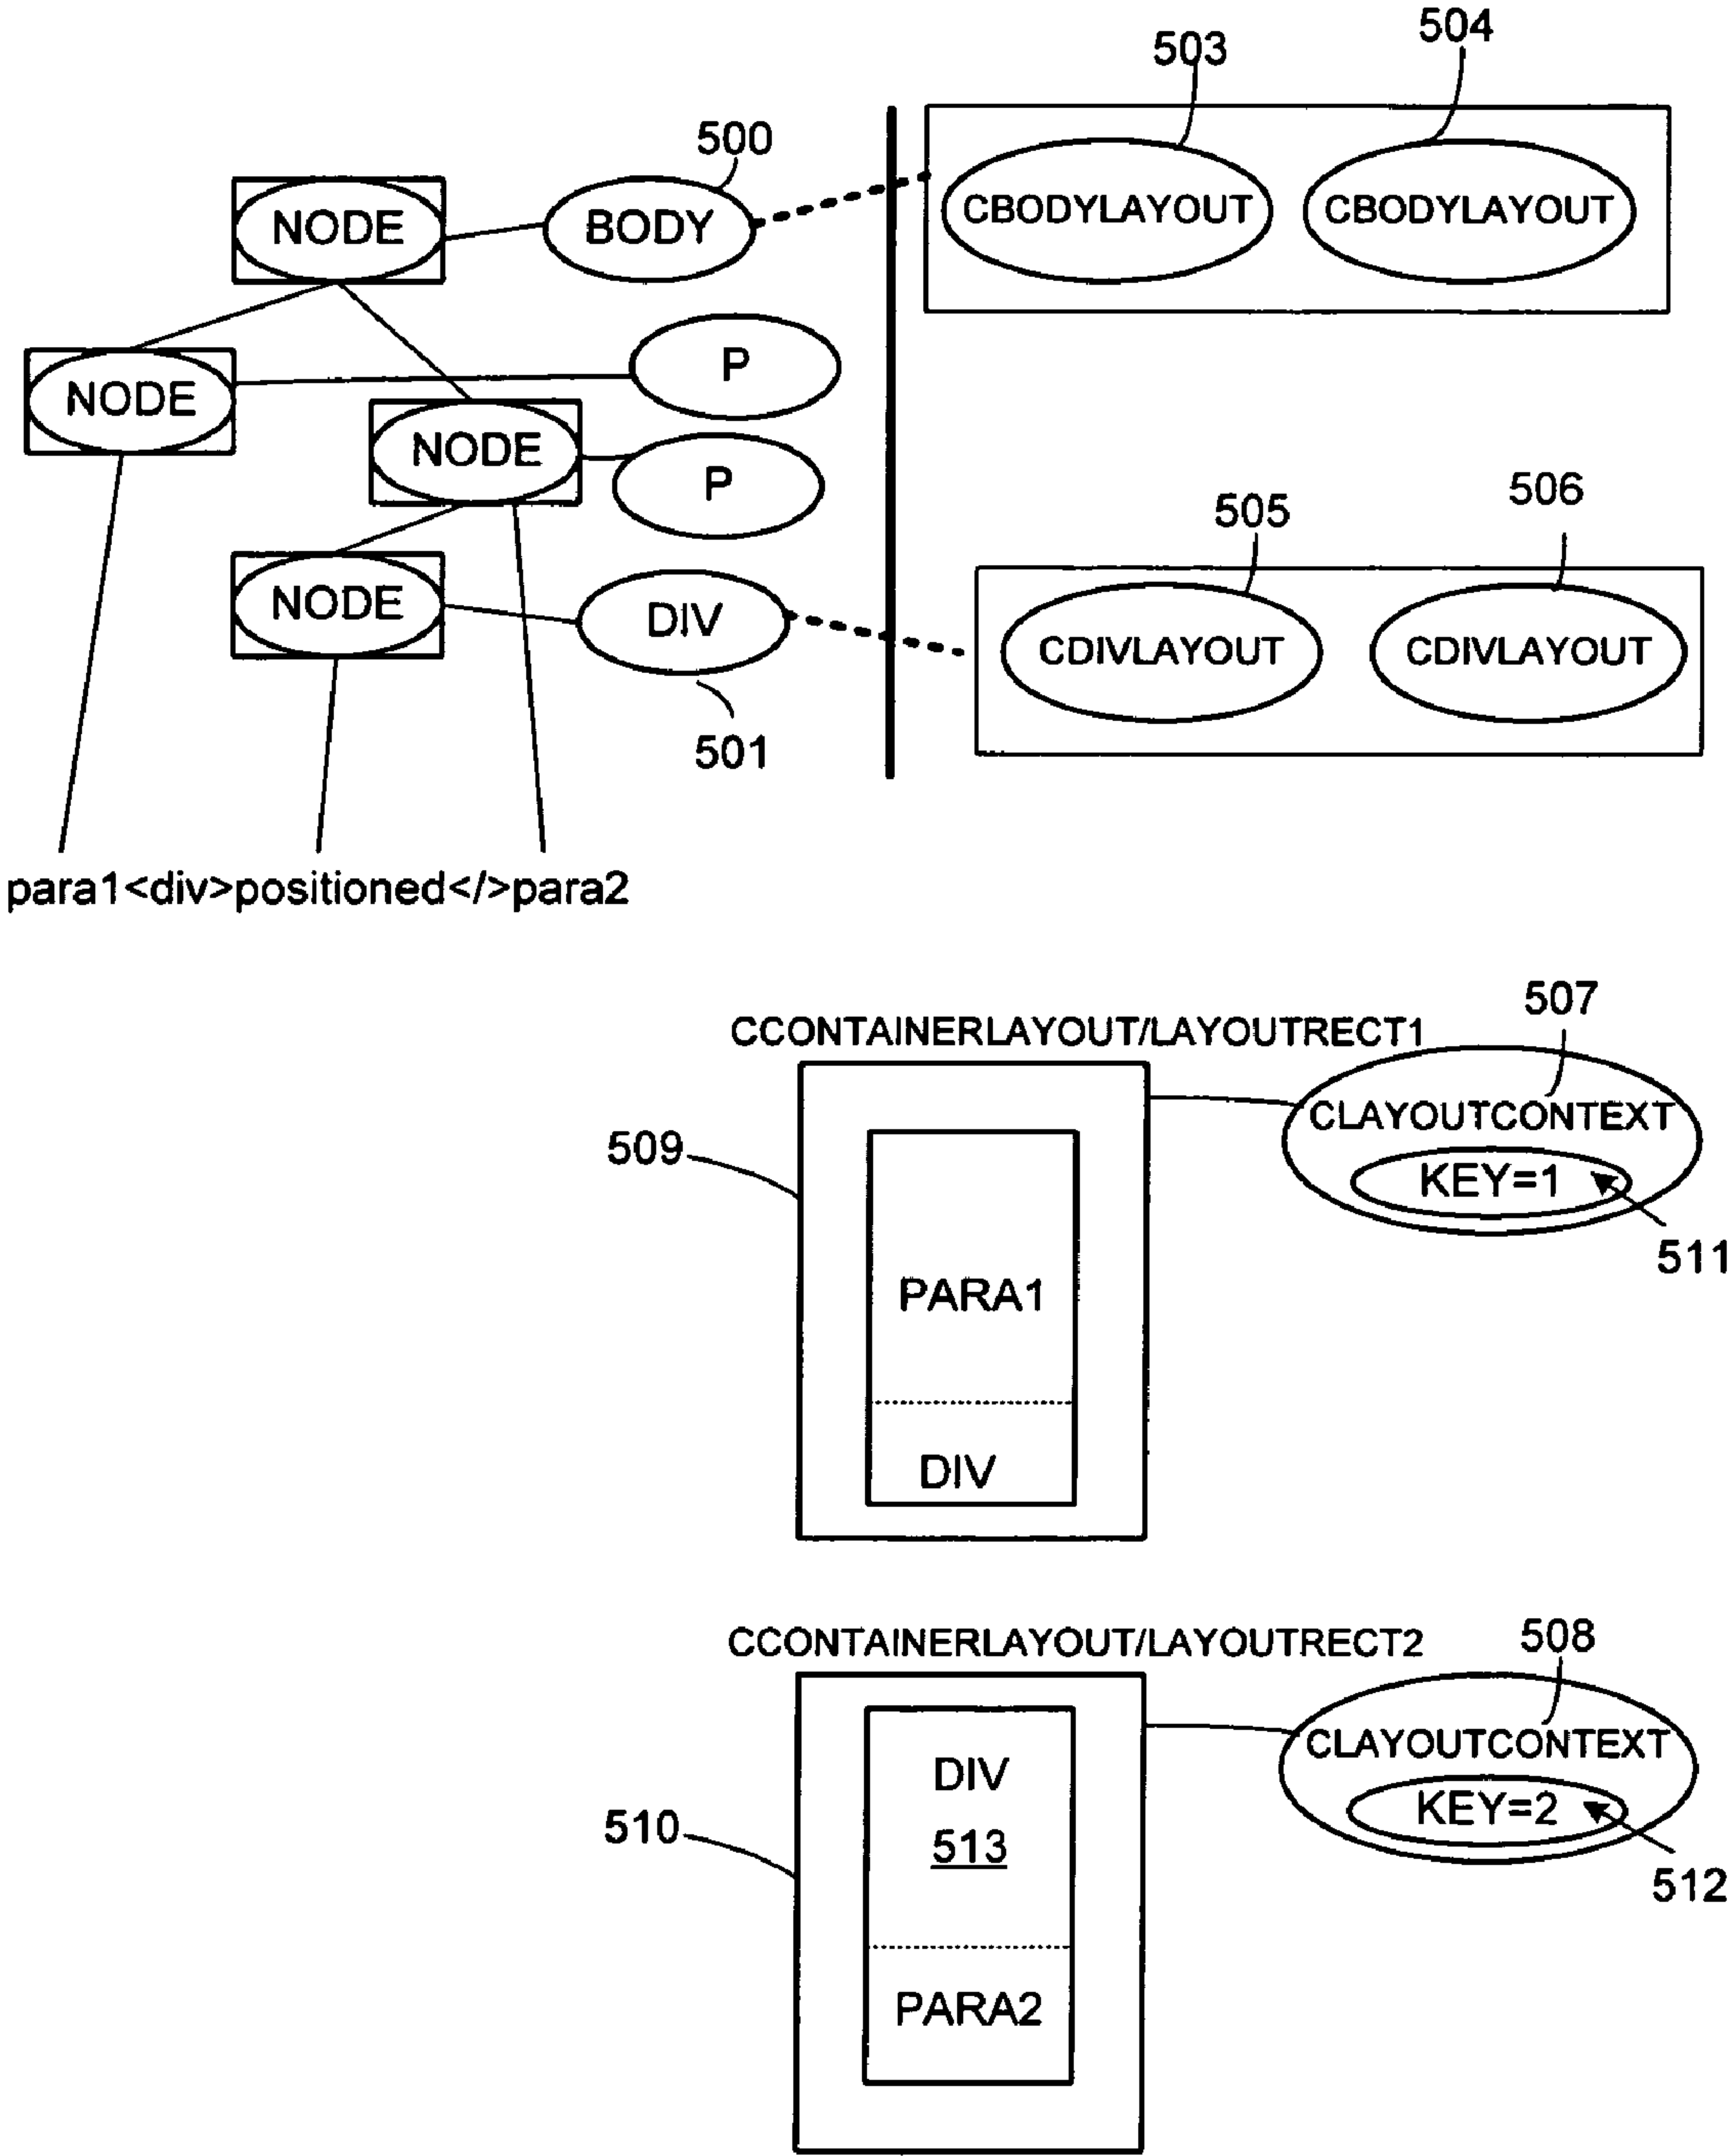 503
504
500
NODE
BODY
CBODYLAYOUT
CBODYLAYOUT
P
NODE
NODE
P
505
506
NODE
DIV
CDIVLAYOUT
CDIVLAYOUT
501
para1<div>positioned</>para2
507
CCONTAINERLAYOUT/LAYOUTRECT1
CLAYOUTCONTEXT
509
KEY=1
511
PARA1
DIV
508
CCONTAINERLAYOUT/LAYOUTRECT2
CLAYOUTCONTEXT
DIV
KEY=2
510
513
512
PARA2